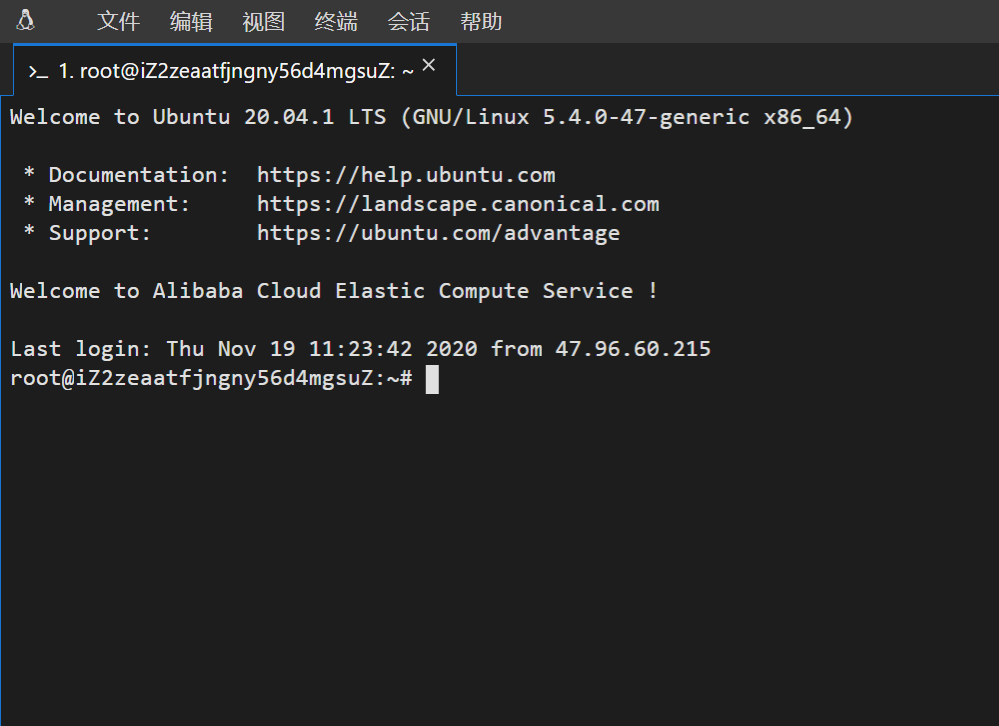 文件 编辑 视图 终端 会话 帮助
>_ 1. root@iZ2zeaatfjngny56d4mgsuZ: ~ ×
Welcome to Ubuntu 20.04.1 LTS (GNU/Linux 5.4.0-47-generic x86_64)
* Documentation: https://help.ubuntu.com
* Management: https://landscape.canonical.com
* Support: https://ubuntu.com/advantage
Welcome to Alibaba Cloud Elastic Compute Service !
Last login: Thu Nov 19 11:23:42 2020 from 47.96.60.215
root@iZ2zeaatfjngny56d4mgsuZ:~#